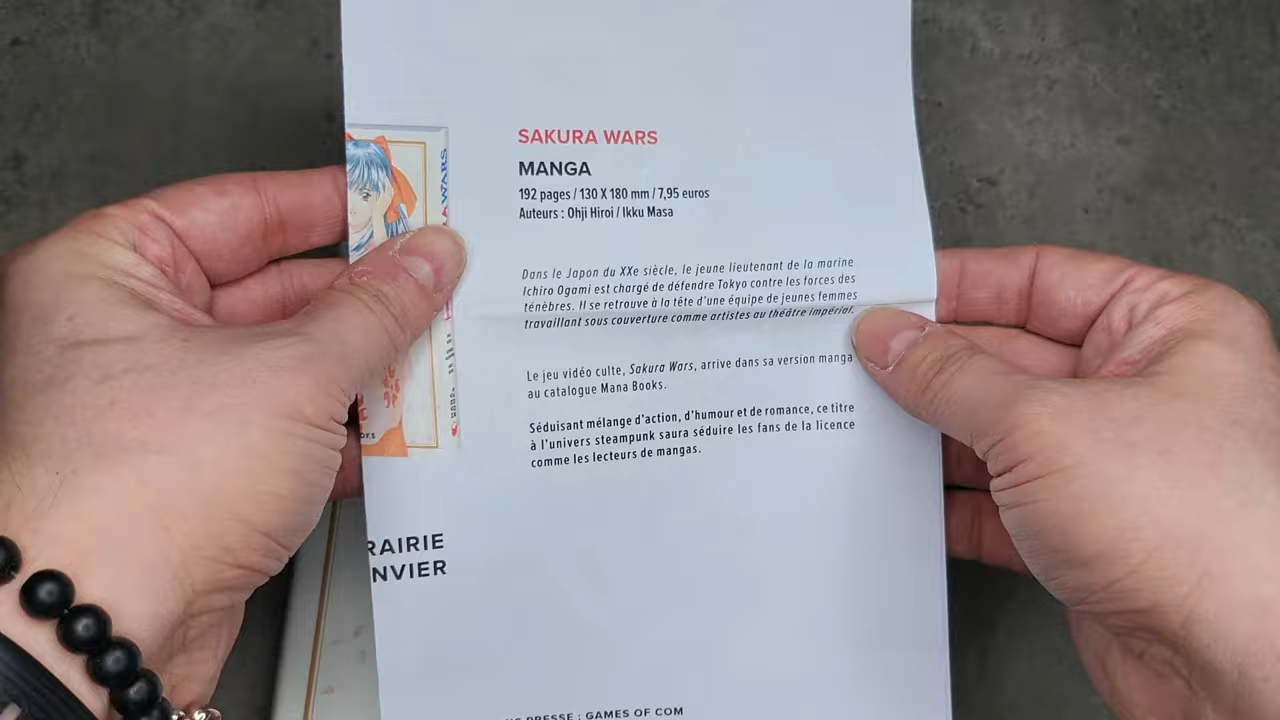 SAKURA WARS
MANGA
192 pages / 130 X 180 mm / 7,95 euros
Auteurs : Ohji Hiroi / Ikku Masa
Dans le Japon du XXe siècle, le jeune lieutenant de la marine
Ichiro Ogami est chargé de défendre Tokyo contre les forces des
ténèbres. Il se retrouve à la tête d'une équipe de jeunes femmes
travaillant sous couverture comme artistes au théâtre impérial.
Le jeu vidéo culte, Sakura Wars, arrive dans sa version manga
au catalogue Mana Books.
Séduisant mélange d'action, d'humour et de romance, ce titre
à l'univers steampunk saura séduire les fans de la licence
comme les lecteurs de mangas.
RAIRIE
NVIER
PRESSE : GAMES OF COM